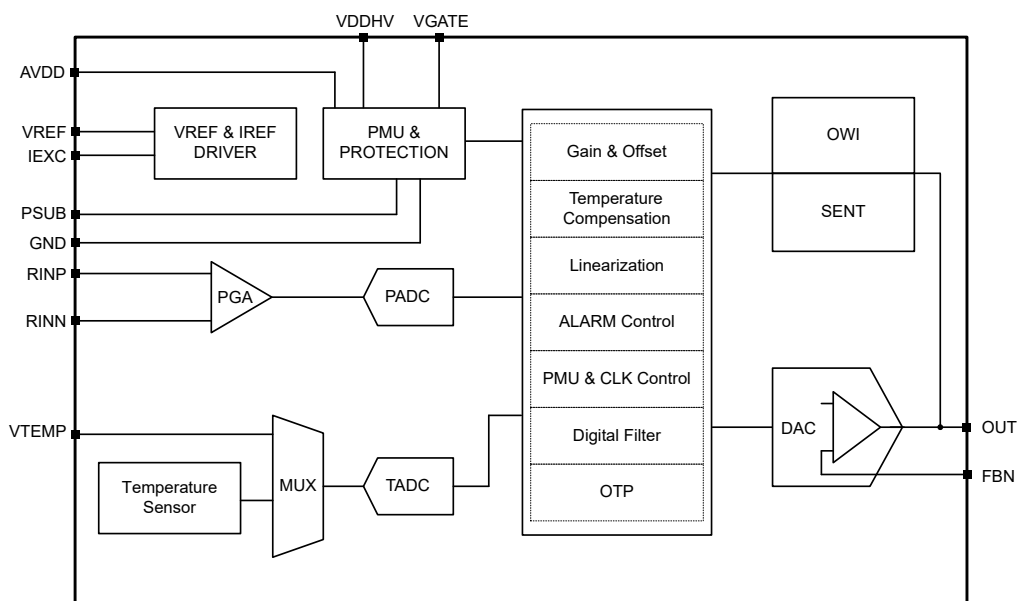 VDDHV VGATE
AVDD
VREF
IEXC
VREF & IREF
DRIVER
PMU &
PROTECTION
PSUB
GND
RINP
RINN
PGA
PADC
VTEMP
Temperature
Sensor
MUX
TADC
Gain & Offset
Temperature
Compensation
Linearization
ALARM Control
PMU & CLK Control
Digital Filter
OTP
OWI
SENT
DAC
OUT
FBN